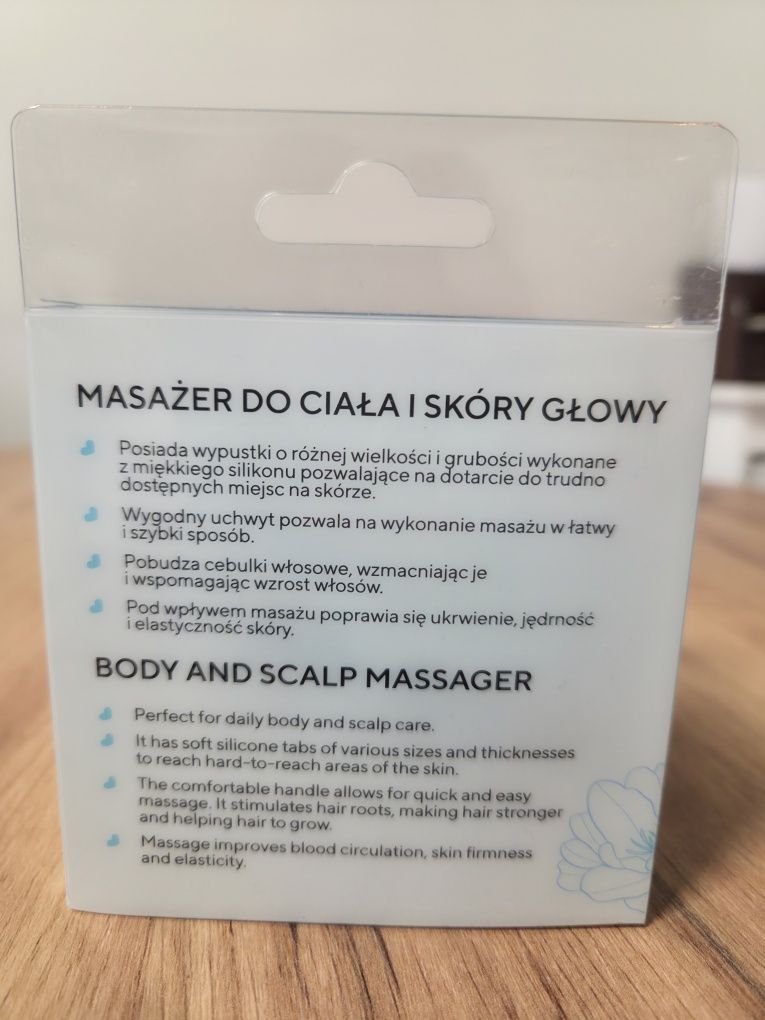 MASAŻER DO CIAŁA I SKÓRY GŁOWY
Posiada wypustki o różnej wielkości i grubości wykonane
z miękkiego silikonu pozwalające na dotarcie do trudno
dostępnych miejsc na skórze.
Wygodny uchwyt pozwala na wykonanie masażu w łatwy
i szybki sposób.
Pobudza cebulki włosowe, wzmacniając je
i wspomagając wzrost włosów.
Pod wpływem masażu poprawia się ukrwienie, jędrność
i elastyczność skóry.
BODY AND SCALP MASSAGER
Perfect for daily body and scalp care.
It has soft silicone tabs of various sizes and thicknesses
to reach hard-to-reach areas of the skin.
The comfortable handle allows for quick and easy
massage. It stimulates hair roots, making hair stronger
and helping hair to grow.
Massage improves blood circulation, skin firmness
and elasticity.